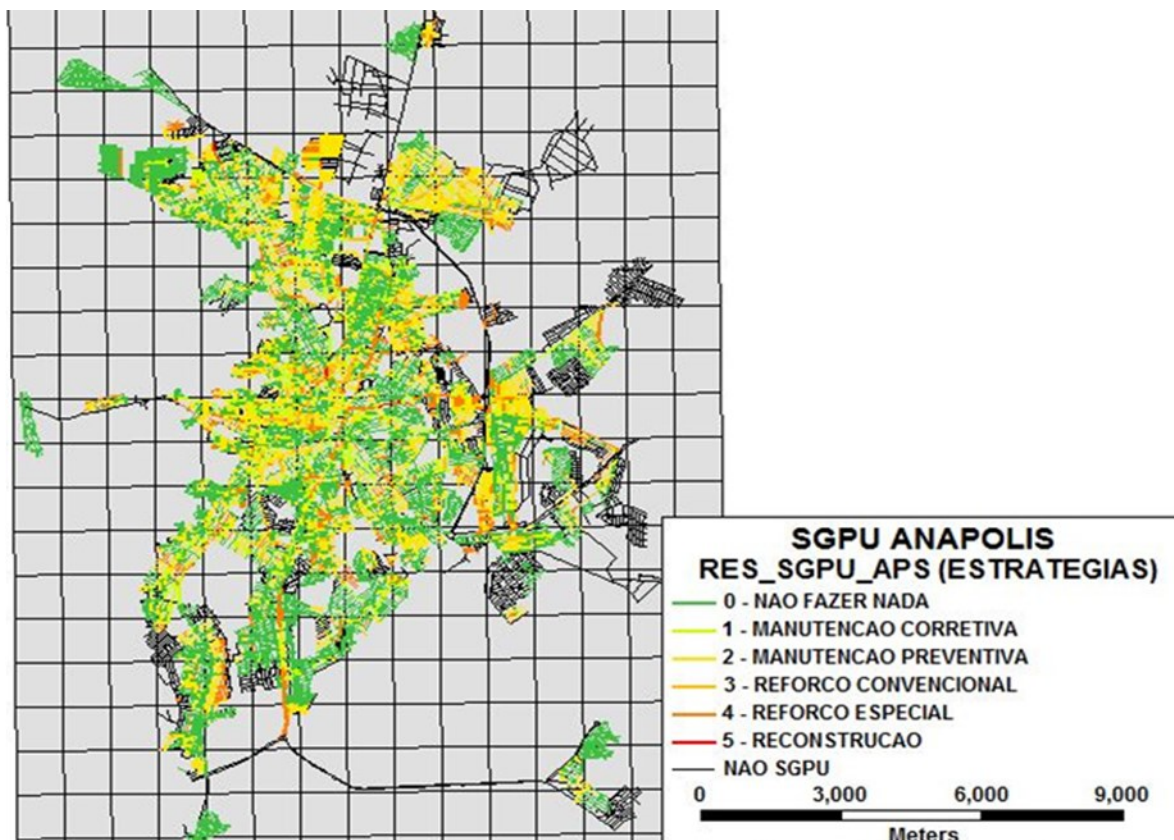 SGPU ANAPOLIS
RES_SGPU_APS (ESTRATEGIAS)
0 - NAO FAZER NADA
1 - MANUTENCAO CORRETIVA
2 - MANUTENCAO PREVENTIVA
3 - REFORCO CONVENCIONAL
4 - REFORCO ESPECIAL
5 - RECONSTRUCAO
NAO SGPU
0 3,000 6,000 9,000
Meters